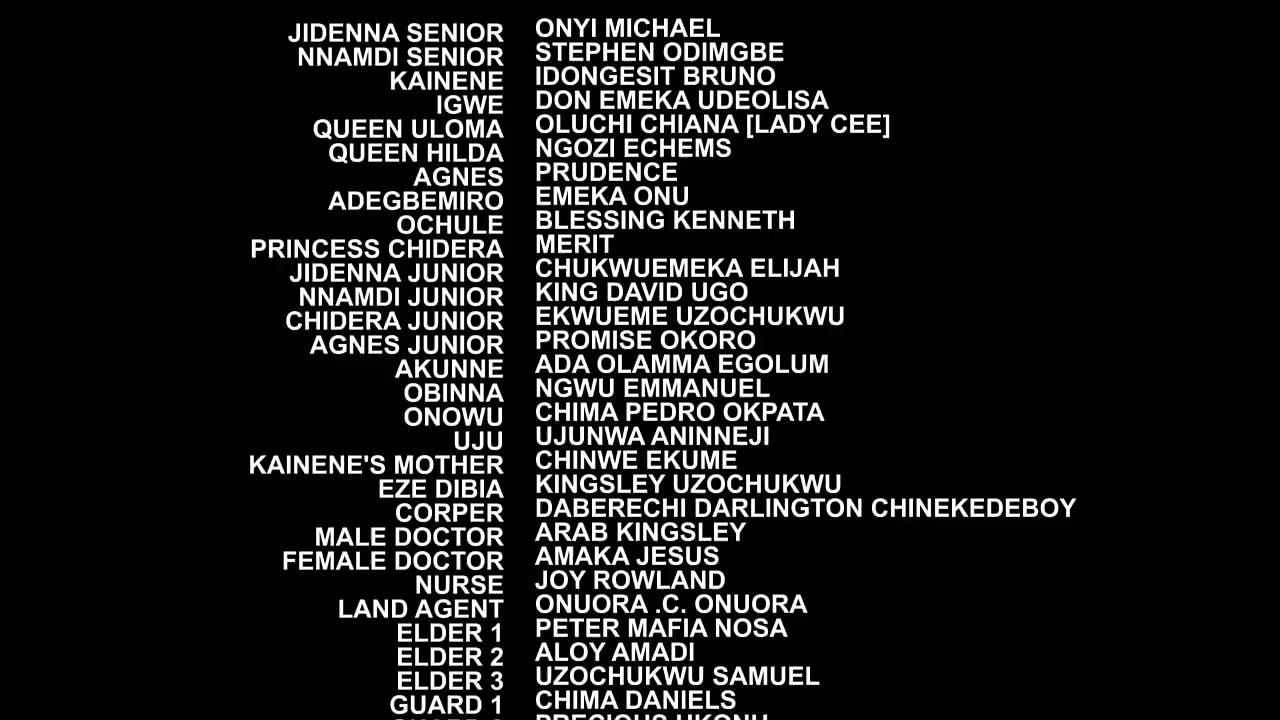 JIDENNA SENIOR ONYI MICHAEL
NNAMDI SENIOR STEPHEN ODIMGBE
KAINENE IDONGESIT BRUNO
IGWE DON EMEKA UDEOLISA
QUEEN ULOMA OLUCHI CHIANA [LADY CEE]
QUEEN HILDA NGOZI ECHEMS
AGNES PRUDENCE
ADEGBEMIRO EMEKA ONU
OCHULE BLESSING KENNETH
PRINCESS CHIDERA MERIT
JIDENNA JUNIOR CHUKWUEMEKA ELIJAH
NNAMDI JUNIOR KING DAVID UGO
CHIDERA JUNIOR EKWUEME UZOCHUKWU
AGNES JUNIOR PROMISE OKORO
AKUNNE ADA OLAMMA EGOLUM
OBINNA NGWU EMMANUEL
ONOWU CHIMA PEDRO OKPATA
UJU UJUNWA ANINNEJI
KAINENE'S MOTHER CHINWE EKUME
EZE DIBIA KINGSLEY UZOCHUKWU
CORPER DABERECHI DARLINGTON CHINEKEDEBOY
MALE DOCTOR ARAB KINGSLEY
FEMALE DOCTOR AMAKA JESUS
NURSE JOY ROWLAND
LAND AGENT ONUORA .C. ONUORA
ELDER 1 PETER MAFIA NOSA
ELDER 2 ALOY AMADI
ELDER 3 UZOCHUKWU SAMUEL
GUARD 1 CHIMA DANIELS